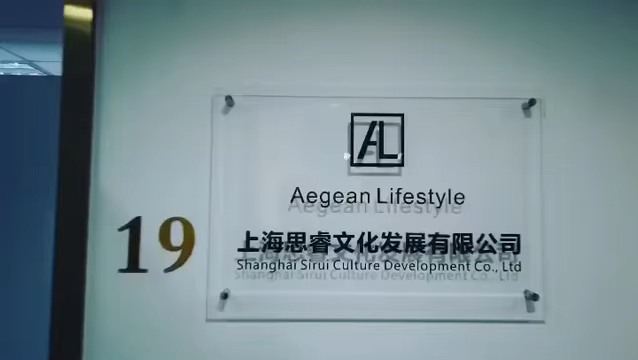 AL
Aegean Lifestyle
上海思睿文化发展有限公司
Shanghai Sirui Culture Development Co., Ltd
19